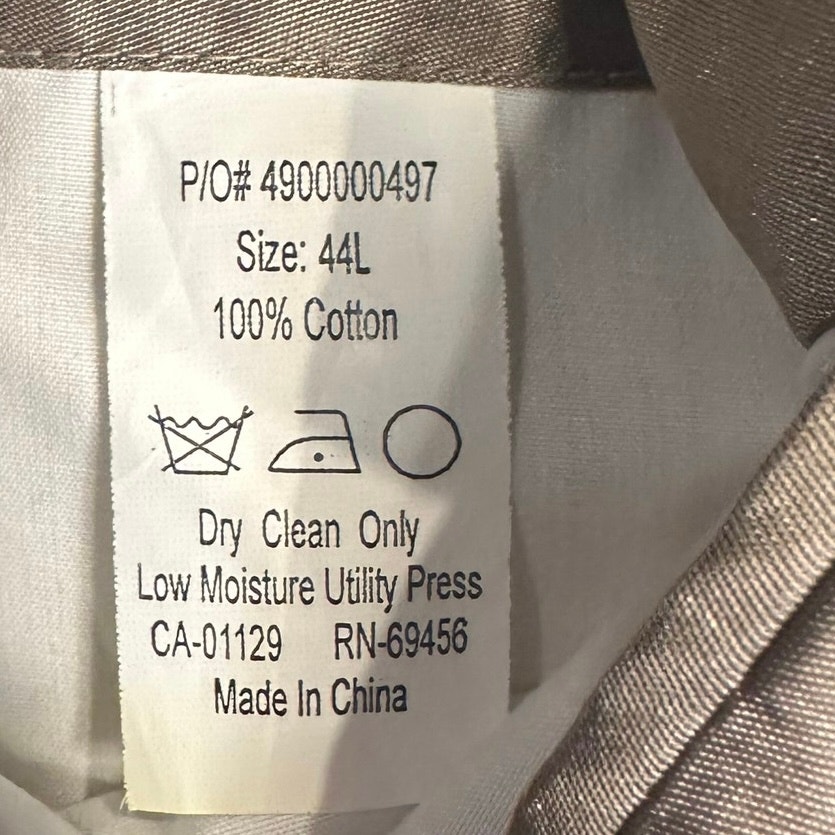 P/O# 4900000497
Size: 44L
100% Cotton
Dry Clean Only
Low Moisture Utility Press
CA-01129 RN-69456
Made In China